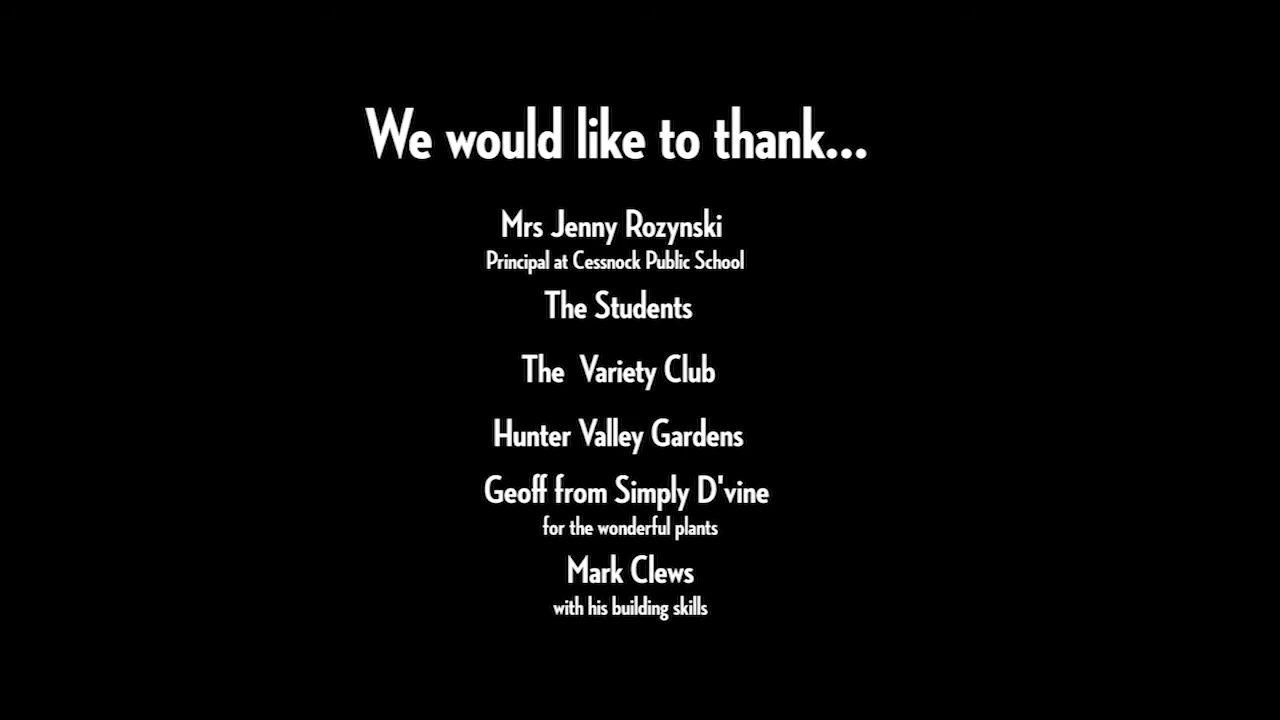 We would like to thank...
Mrs Jenny Rozynski
Principal at Cessnock Public School
The Students
The Variety Club
Hunter Valley Gardens
Geoff from Simply D'vine
for the wonderful plants
Mark Clews
with his building skills